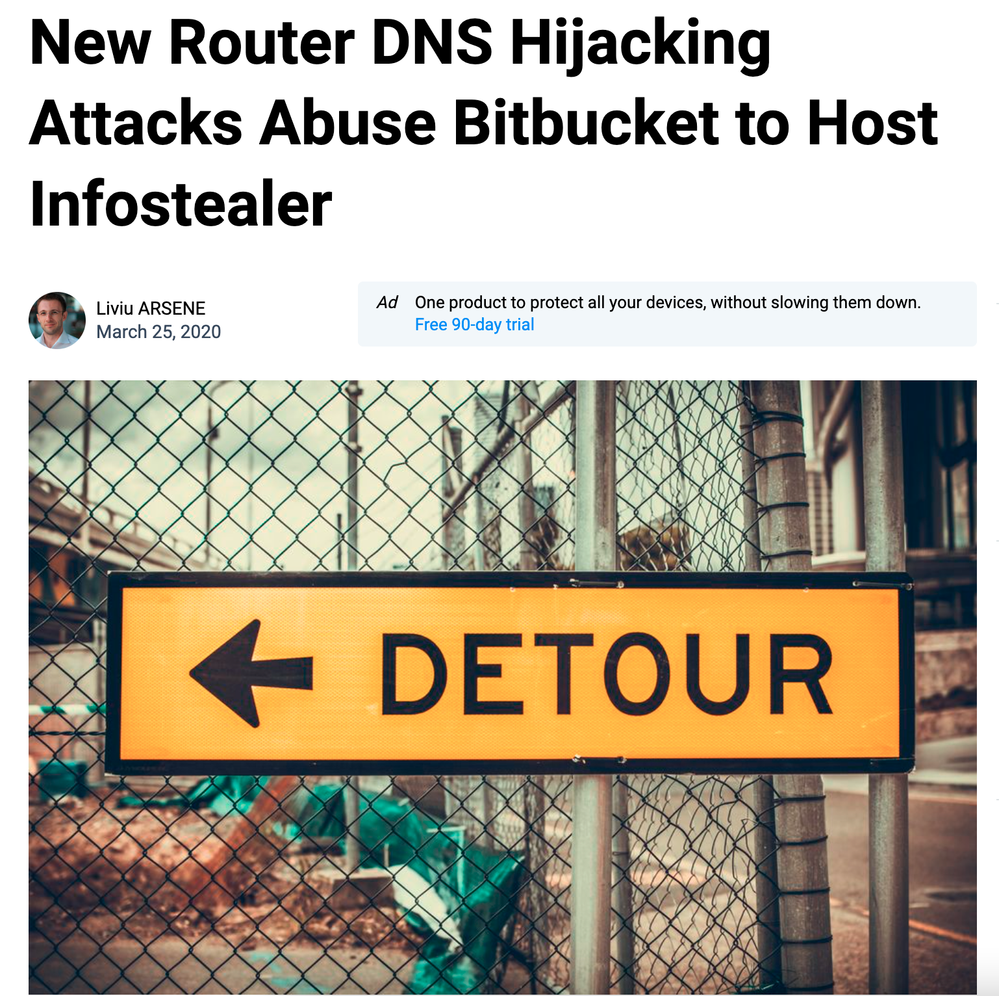 New Router DNS Hijacking
Attacks Abuse Bitbucket to Host
Infostealer
Liviu ARSENE
March 25, 2020
Ad One product to protect all your devices, without slowing them down.
Free 90-day trial
DETOUR